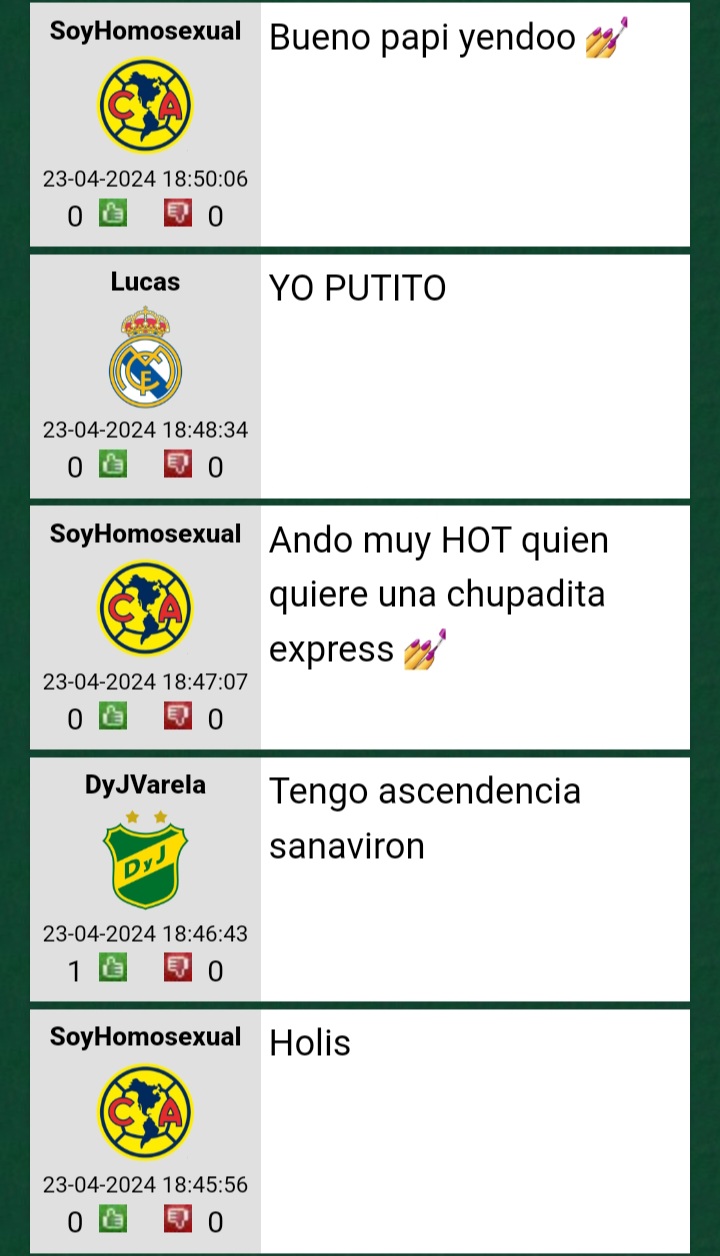 SoyHomosexual
Bueno papi yendoo 💅
CA
23-04-2024 18:50:06
0 0
Lucas
YO PUTITO
23-04-2024 18:48:34
0 0
SoyHomosexual
Ando muy HOT quien
quiere una chupadita
express 💅
CA
23-04-2024 18:47:07
0 0
DyJVarela
Tengo ascendencia
sanaviron
DyJ
23-04-2024 18:46:43
1 0
SoyHomosexual
Holis
CA
23-04-2024 18:45:56
0 0